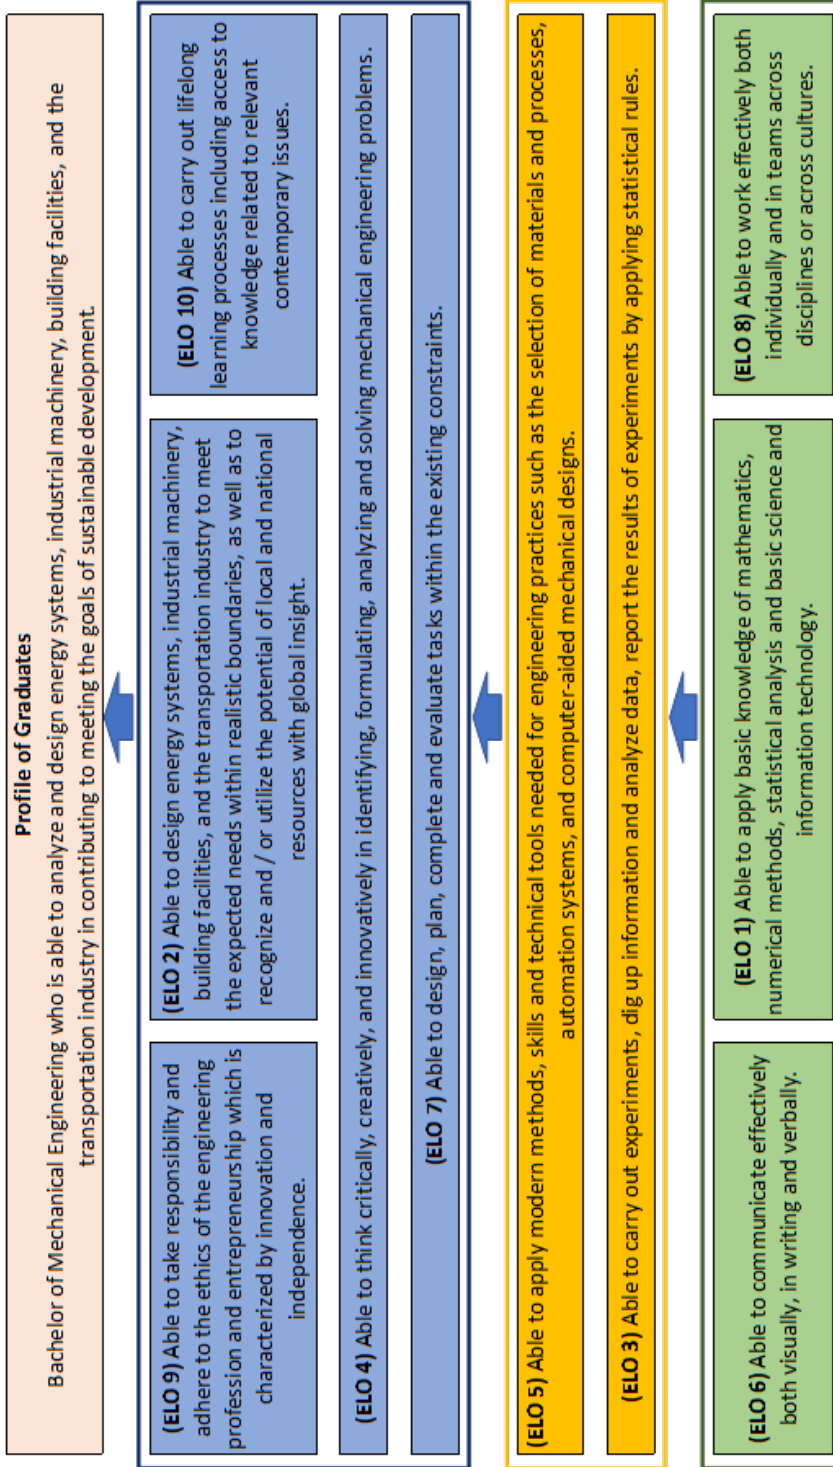 Profile of Graduates
Bachelor of Mechanical Engineering who is able to analyze and design energy systems, industrial machinery, building facilities, and the
transportation industry in contributing to meeting the goals of sustainable development.
(ELO 9) Able to take responsibility and
adhere to the ethics of the engineering
profession and entrepreneurship which is
characterized by innovation and
independence.
(ELO 2) Able to design energy systems, industrial machinery,
building facilities, and the transportation industry to meet
the expected needs within realistic boundaries, as well as to
recognize and / or utilize the potential of local and national
resources with global insight.
(ELO 10) Able to carry out lifelong
learning processes including access to
knowledge related to relevant
contemporary issues.
(ELO 4) Able to think critically, creatively, and innovatively in identifying, formulating, analyzing and solving mechanical engineering problems.
(ELO 7) Able to design, plan, complete and evaluate tasks within the existing constraints.
(ELO 5) Able to apply modern methods, skills and technical tools needed for engineering practices such as the selection of materials and processes,
automation systems, and computer-aided mechanical designs.
(ELO 3) Able to carry out experiments, dig up information and analyze data, report the results of experiments by applying statistical rules.
(ELO 6) Able to communicate effectively
both visually, in writing and verbally.
(ELO 1) Able to apply basic knowledge of mathematics,
numerical methods, statistical analysis and basic science and
information technology.
(ELO 8) Able to work effectively both
individually and in teams across
disciplines or across cultures.